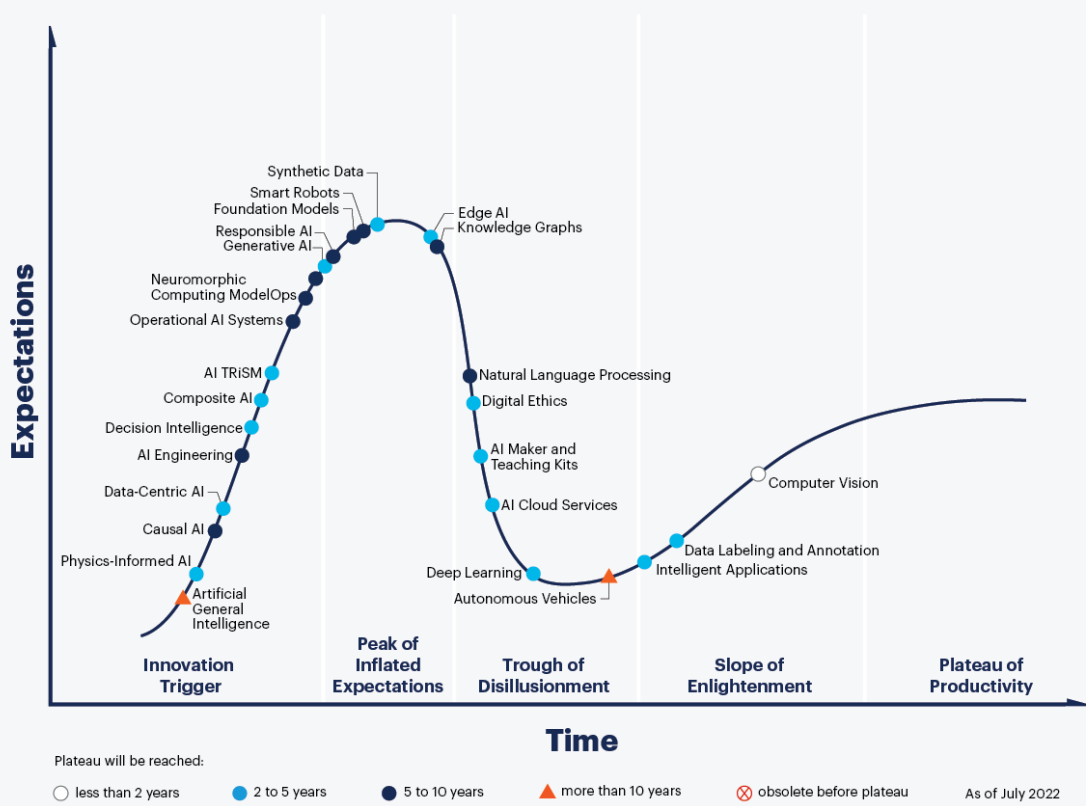 Expectations
Synthetic Data
Smart Robots
Foundation Models
Responsible AI
Generative AI
Neuromorphic
Computing ModelOps
Operational AI Systems
AI TRiSM
Composite AI
Decision Intelligence
AI Engineering
Data-Centric AI
Causal AI
Physics-Informed AI
Artificial
General
Intelligence
Edge AI
Knowledge Graphs
Natural Language Processing
Digital Ethics
AI Maker and
Teaching Kits
AI Cloud Services
Deep Learning
Autonomous Vehicles
Computer Vision
Data Labeling and Annotation
Intelligent Applications
Innovation
Trigger
Peak of
Inflated
Expectations
Trough of
Disillusionment
Slope of
Enlightenment
Plateau of
Productivity
Time
Plateau will be reached:
less than 2 years
2 to 5 years
5 to 10 years
more than 10 years
obsolete before plateau
As of July 2022